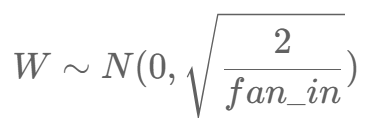 W ∼ N(0, √(2/fan_in))